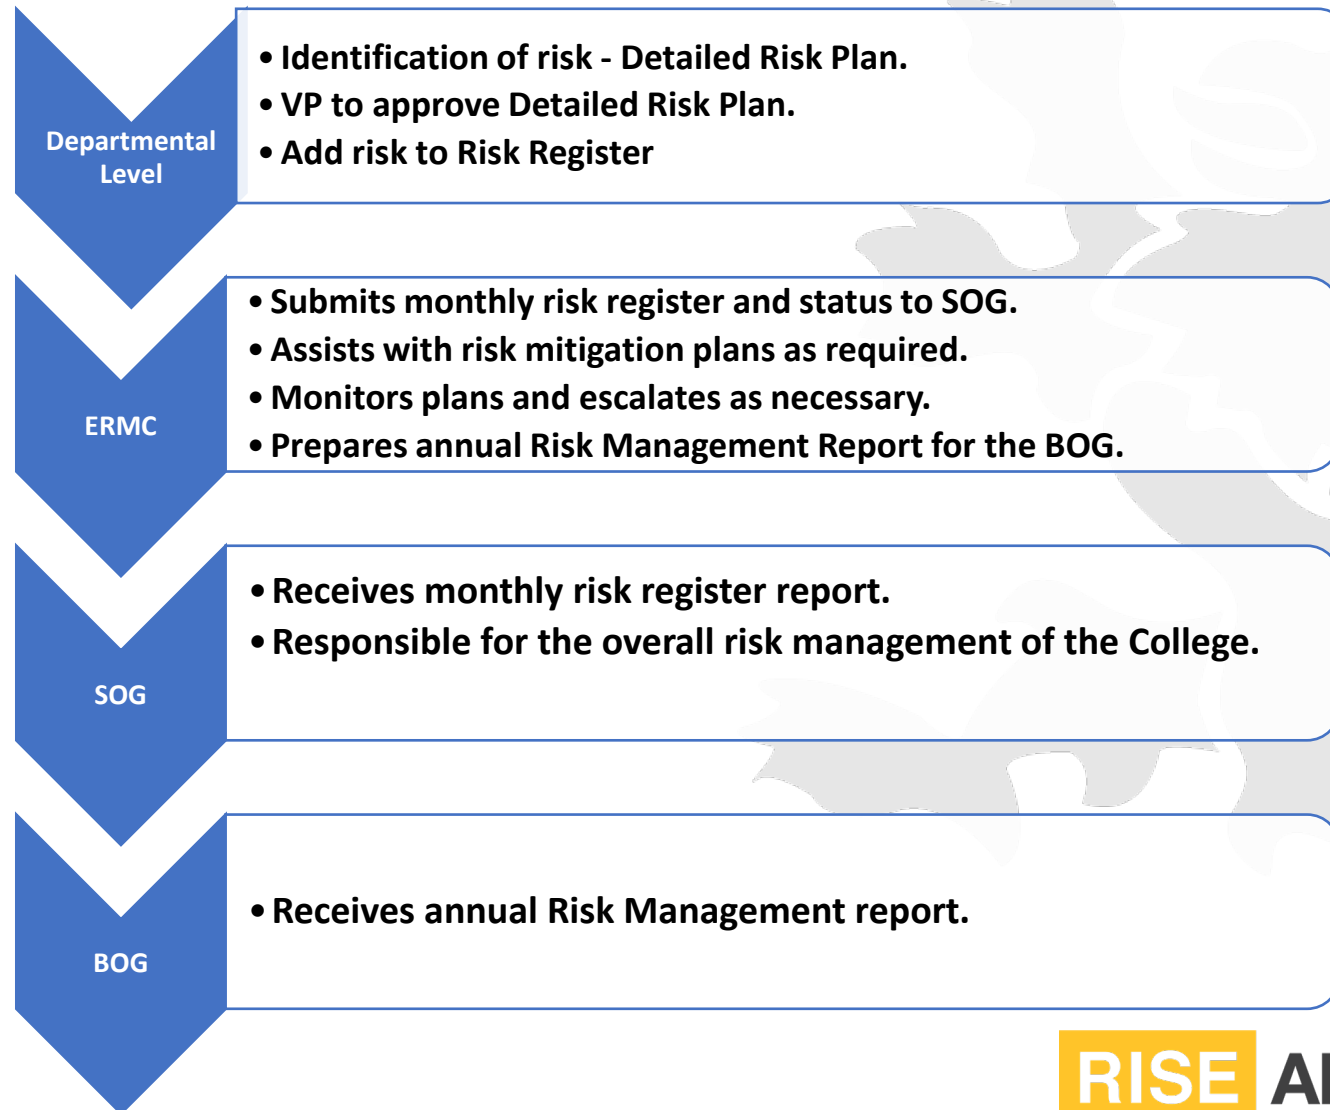 Departmental
Level
• Identification of risk - Detailed Risk Plan.
• VP to approve Detailed Risk Plan.
• Add risk to Risk Register
ERMC
• Submits monthly risk register and status to SOG.
• Assists with risk mitigation plans as required.
• Monitors plans and escalates as necessary.
• Prepares annual Risk Management Report for the BOG.
SOG
• Receives monthly risk register report.
• Responsible for the overall risk management of the College.
BOG
• Receives annual Risk Management report.
RISE